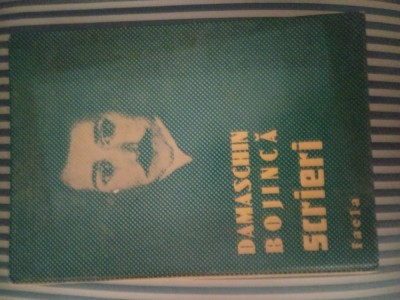 DAMASCHIN
BOJINCĂ
scrieri
facla